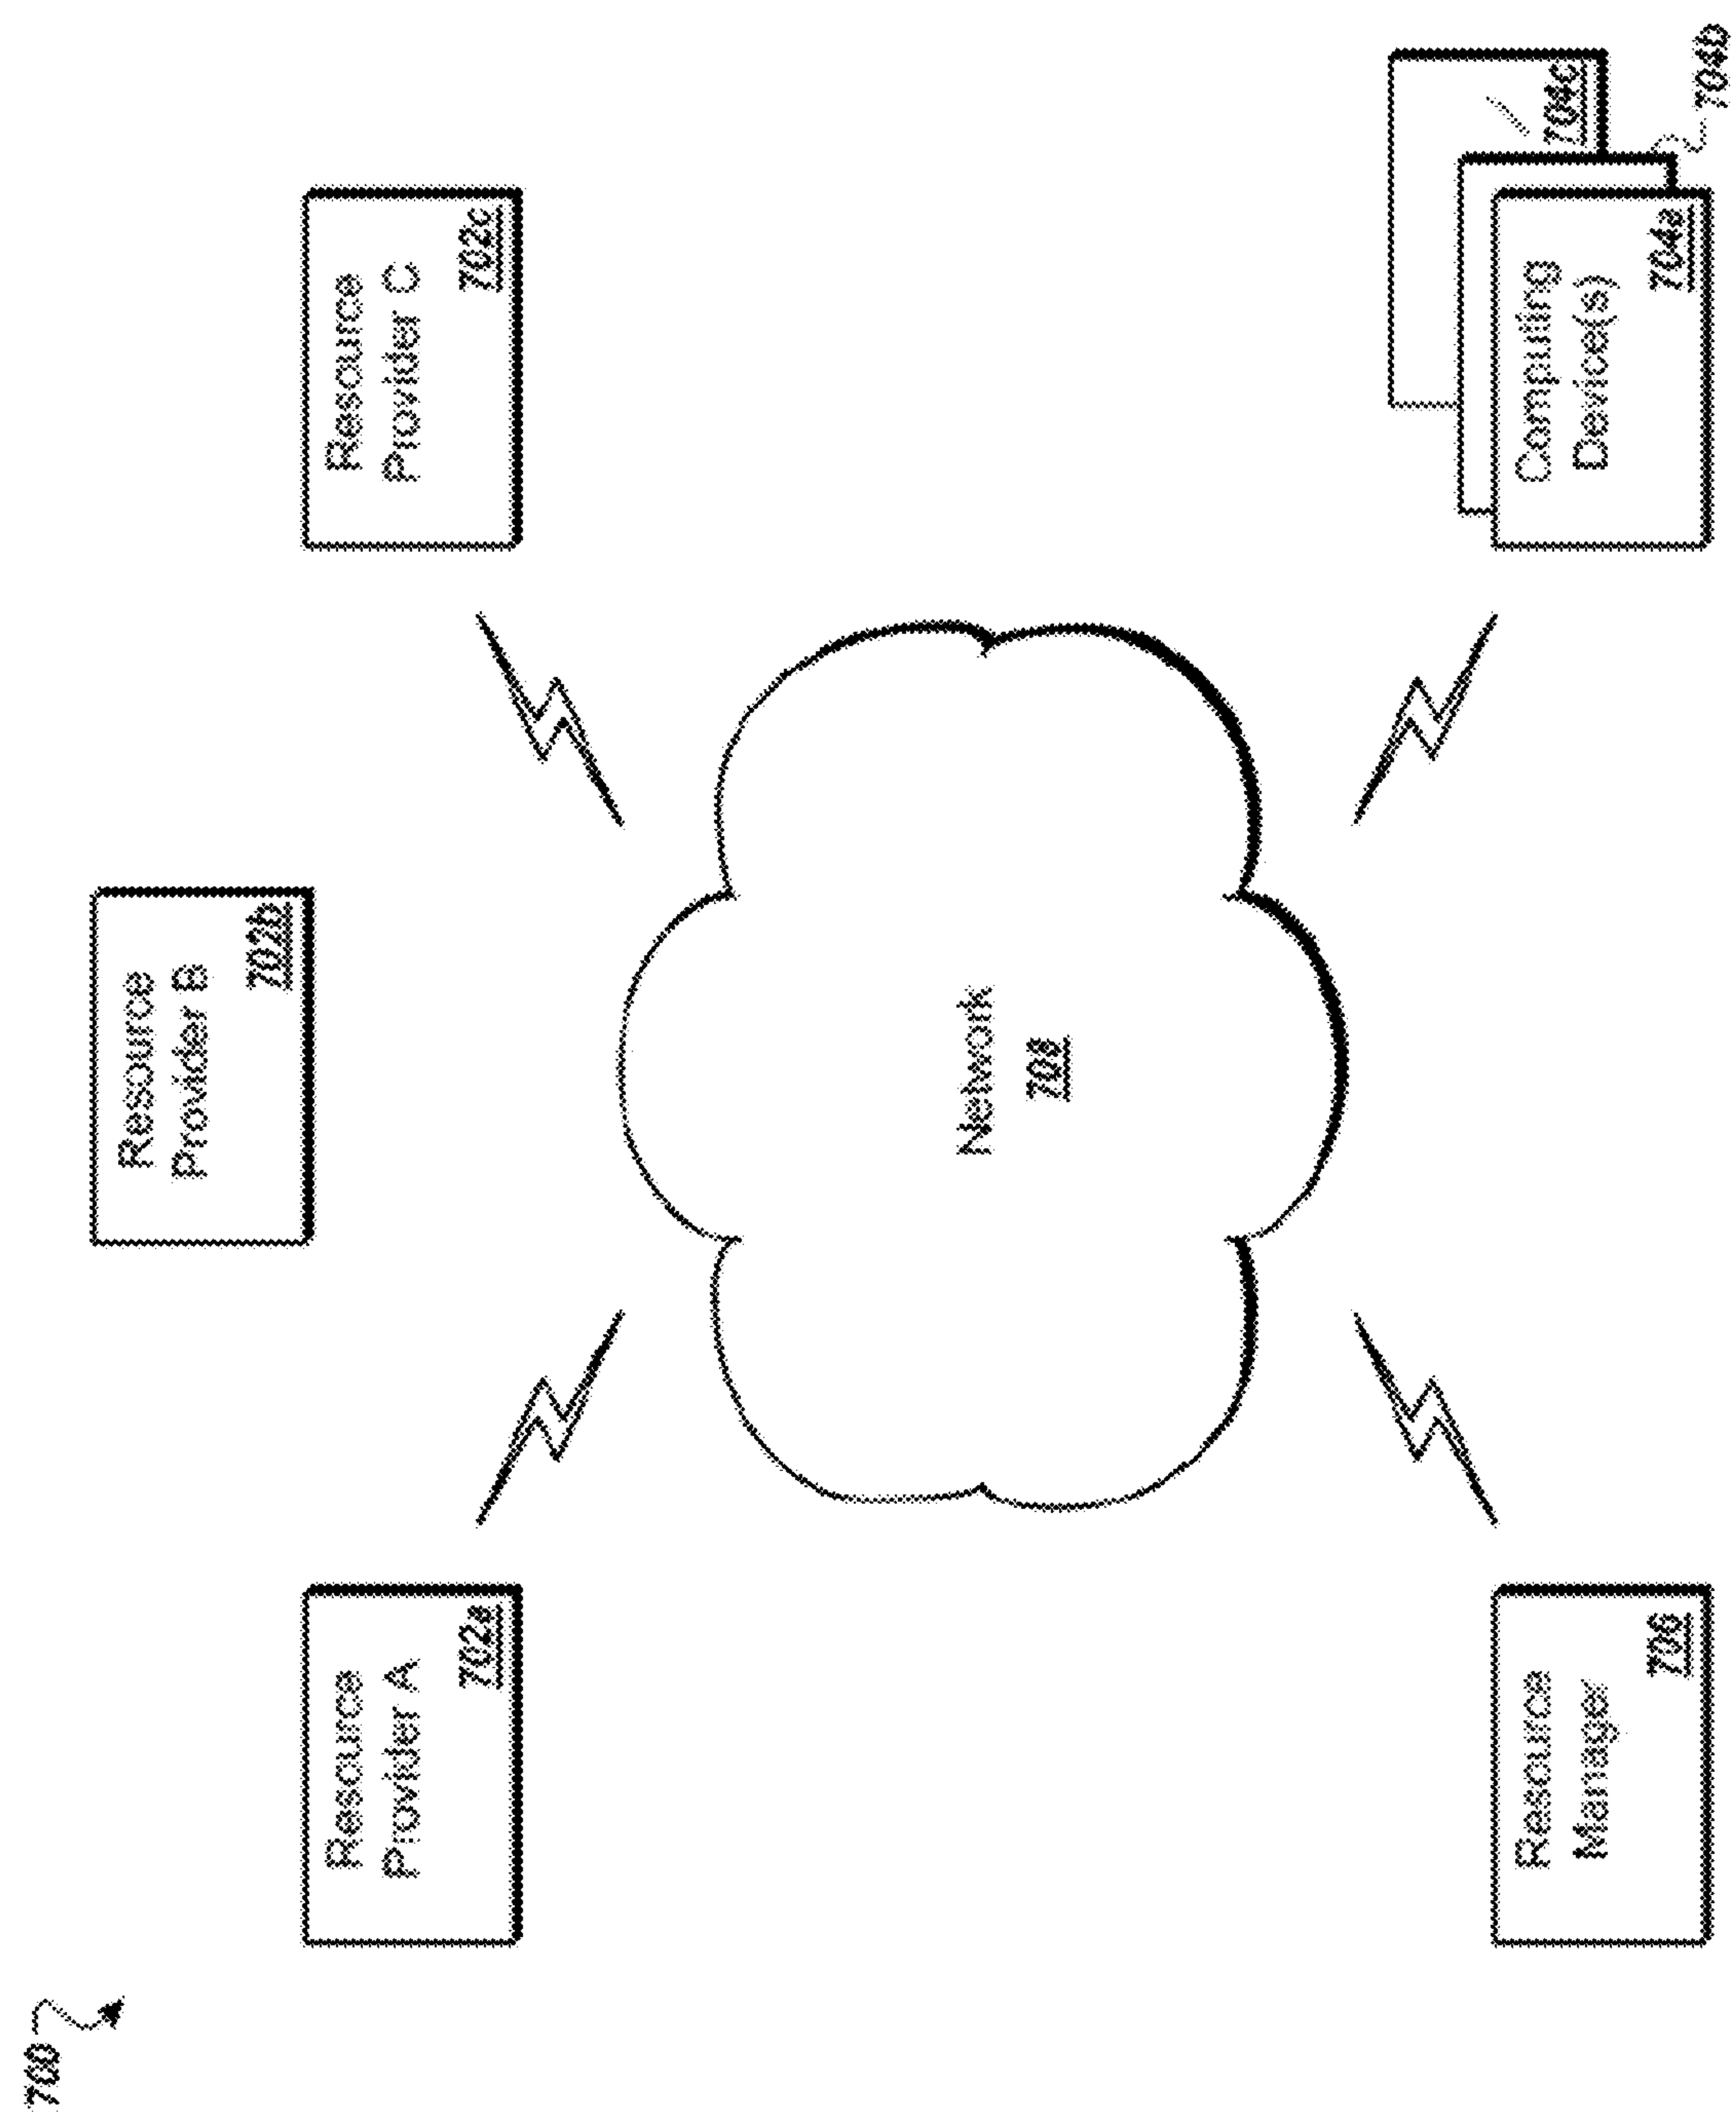 700
Resource
Provider B
702b
Resource
Provider A
702a
Resource
Provider C
702c
Network
708
Resource
Manager
706
Computing
Device(s)
704a
704b
704c